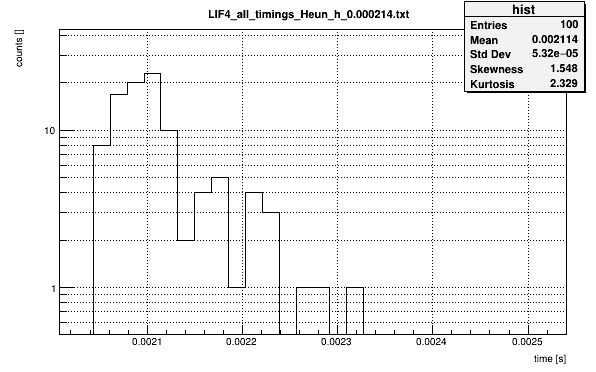 LIF4_all_timings_Heun_h_0.000214.txt
hist
Entries 100
Mean 0.002114
Std Dev 5.32e−05
Skewness 1.548
Kurtosis 2.329
counts []
10
1
0.0021 0.0022 0.0023 0.0024 0.0025
time [s]